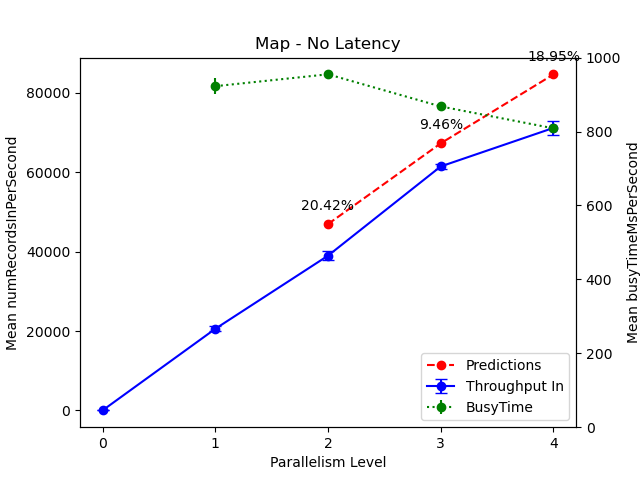 Map - No Latency
18.95%
9.46%
20.42%
80000
60000
40000
20000
0
Mean numRecordsInPerSecond
1000
800
600
400
200
0
Mean busyTimeMsPerSecond
Predictions
Throughput In
BusyTime
0 1 2 3 4
Parallelism Level